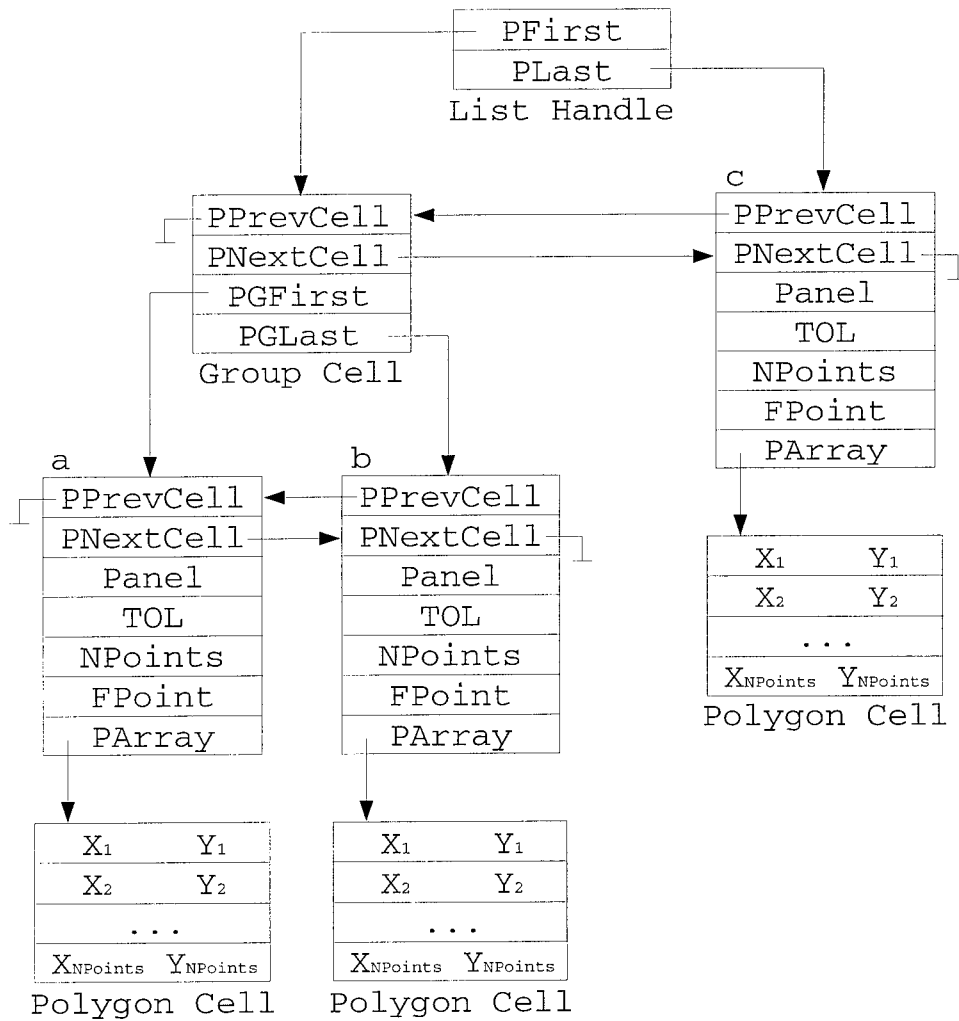 PFirst
PLast
List Handle
PPrevCell
PNextCell
PGFirst
PGLast
Group Cell
c
PPrevCell
PNextCell
Panel
TOL
NPoints
FPoint
PArray
X1 Y1
X2 Y2
...
XNPoints YNPoints
Polygon Cell
a
PPrevCell
PNextCell
Panel
TOL
NPoints
FPoint
PArray
X1 Y1
X2 Y2
...
XNPoints YNPoints
Polygon Cell
b
PPrevCell
PNextCell
Panel
TOL
NPoints
FPoint
PArray
X1 Y1
X2 Y2
...
XNPoints YNPoints
Polygon Cell